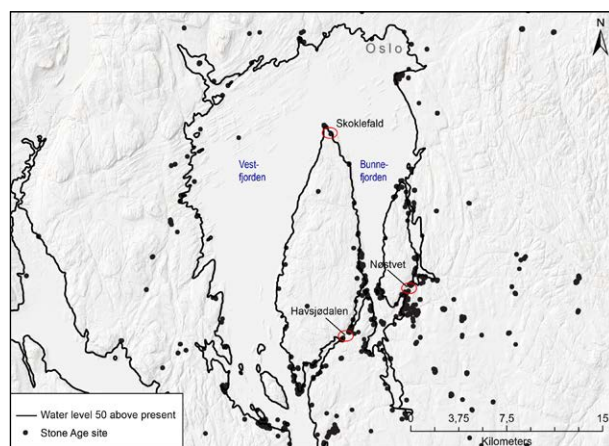 N
Oslo
Skoklefald
Vest-
fjorden
Bunne-
fjorden
Nøstvet
Havsjødalen
Water level 50 above present
Stone Age site
0 3,75 7,5 15
Kilometers